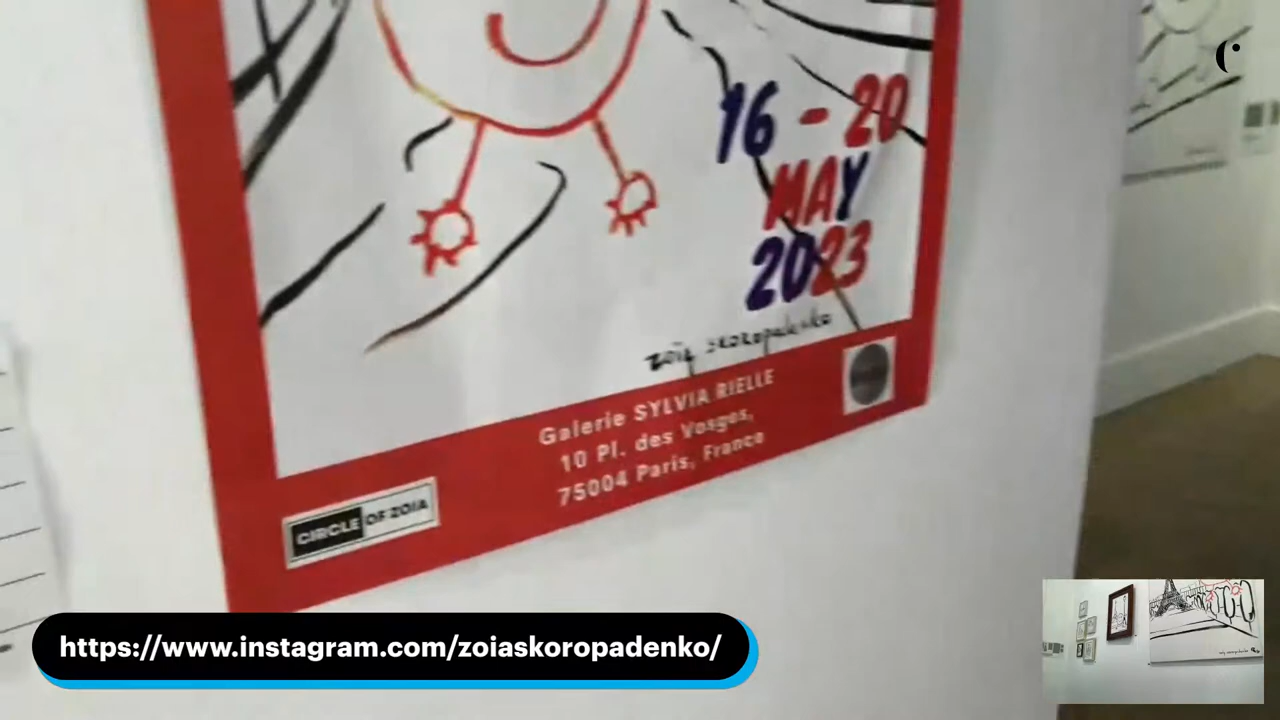 16 - 20
MAY
2023
zoïa skoropadenko
Galerie SYLVIA RIELLE
10 Pl. des Vosges,
75004 Paris, France
CIRCLE OF ZOIA
https://www.instagram.com/zoiaskoropadenko/